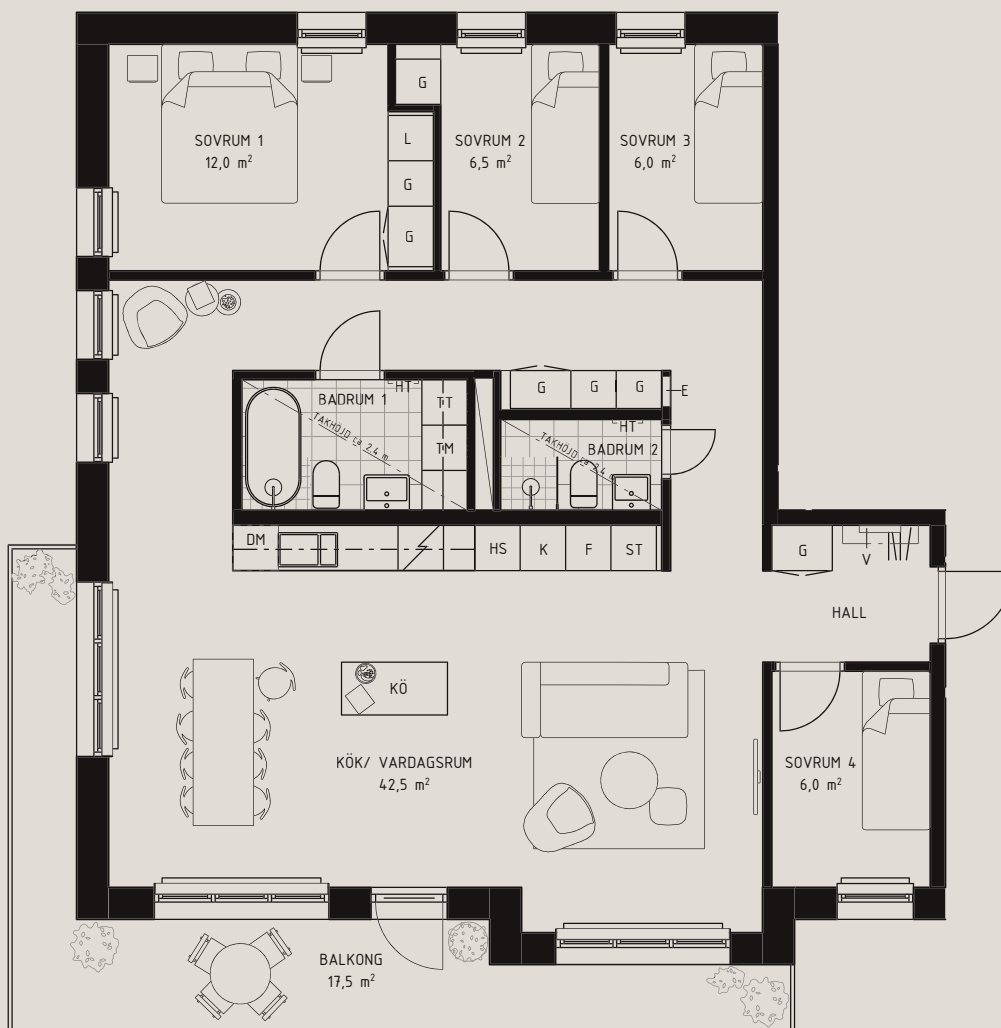 G
SOVRUM 1
12,0 m²
L
SOVRUM 2
6,5 m²
SOVRUM 3
6,0 m²
G
G
HT
BADRUM 1
TAKHÖJD ca 2.4 m
TT
TM
G
G
G
E
HT
BADRUM 2
TAKHÖJD ca 2.4 m
DM
HS
K
F
ST
G
V
HALL
KÖ
KÖK/ VARDAGSRUM
42,5 m²
SOVRUM 4
6,0 m²
BALKONG
17,5 m²